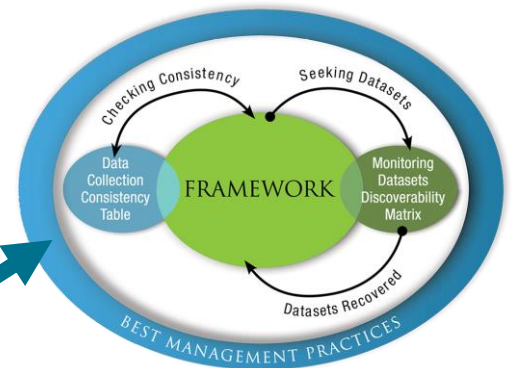 Checking Consistency
Seeking Datasets
Data
Collection
Consistency
Table
FRAMEWORK
Monitoring
Datasets
Discoverability
Matrix
Datasets Recovered
BEST MANAGEMENT PRACTICES